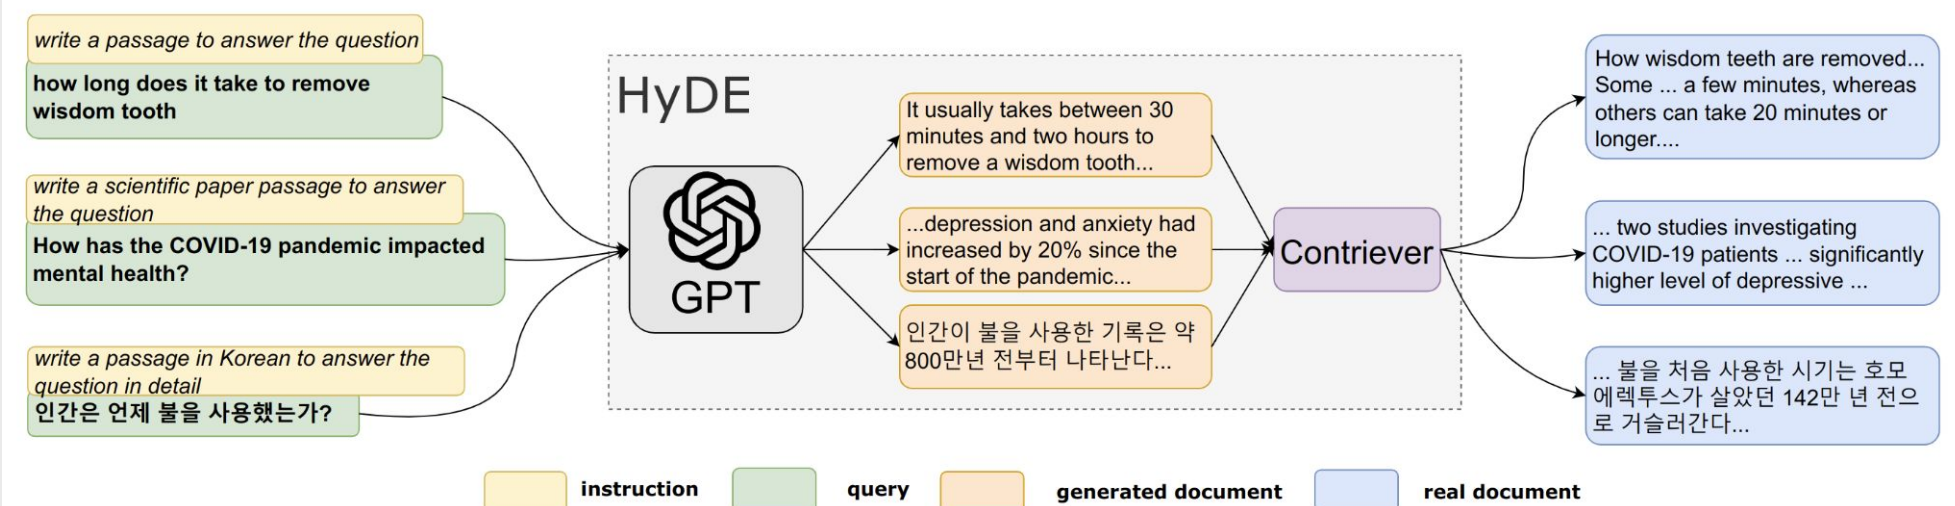 write a passage to answer the question
how long does it take to remove
wisdom tooth
write a scientific paper passage to answer
the question
How has the COVID-19 pandemic impacted
mental health?
write a passage in Korean to answer the
question in detail
인간은 언제 불을 사용했는가?
HyDE
GPT
It usually takes between 30
minutes and two hours to
remove a wisdom tooth...
...depression and anxiety had
increased by 20% since the
start of the pandemic...
인간이 불을 사용한 기록은 약
800만년 전부터 나타난다...
Contriever
How wisdom teeth are removed...
Some ... a few minutes, whereas
others can take 20 minutes or
longer....
... two studies investigating
COVID-19 patients ... significantly
higher level of depressive ...
... 불을 처음 사용한 시기는 호모
에렉투스가 살았던 142만 년 전으
로 거슬러간다...
instruction
query
generated document
real document